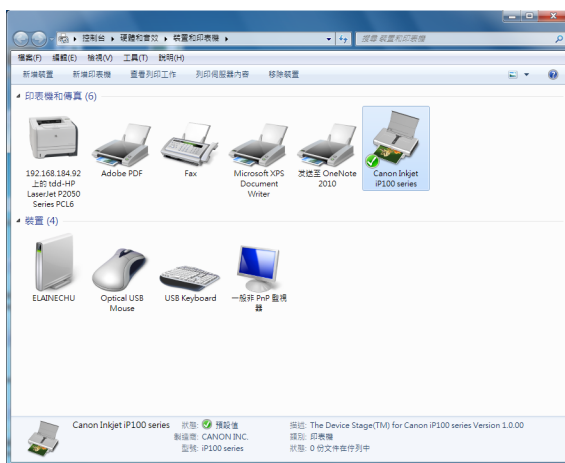 控制台 ▸ 硬體和音效 ▸ 裝置和印表機 ▸
搜尋 裝置和印表機
檔案(F) 編輯(E) 檢視(V) 工具(T) 說明(H)
新增裝置 新增印表機 查看列印工作 列印伺服器內容 移除裝置
印表機和傳真 (6)
192.168.184.92
上的 tdd-HP
LaserJet P2050
Series PCL6
Adobe PDF
Fax
Microsoft XPS
Document
Writer
发送至 OneNote
2010
Canon Inkjet
iP100 series
裝置 (4)
ELAINECHU
Optical USB
Mouse
USB Keyboard
一般非 PnP 監視
器
Canon Inkjet iP100 series
狀態: 預設值
製造商: CANON INC.
型號: iP100 series
描述: The Device Stage(TM) for Canon iP100 series Version 1.0.00
類別: 印表機
狀態: 0 份文件在佇列中